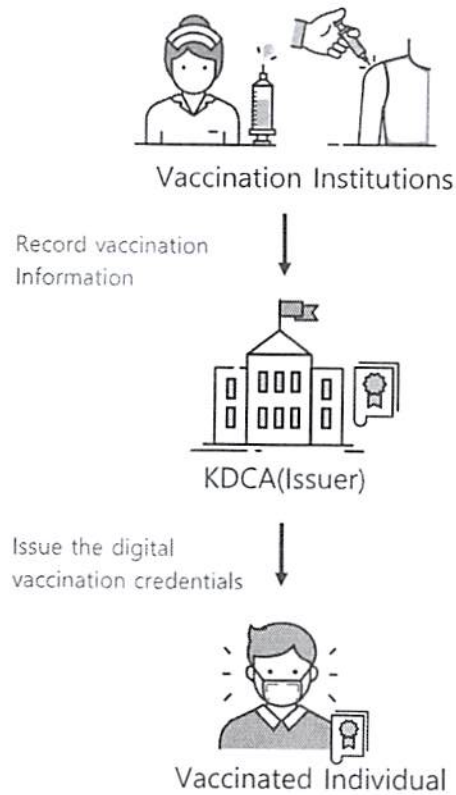 Vaccination Institutions
Record vaccination
Information
KDCA(Issuer)
Issue the digital
vaccination credentials
Vaccinated Individual